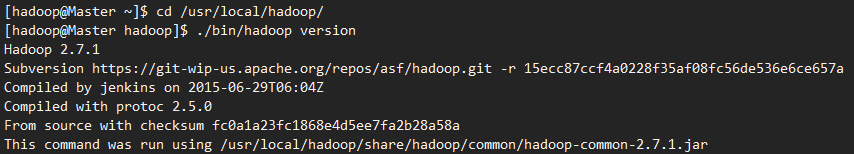 [hadoop@Master ~]$ cd /usr/local/hadoop/
[hadoop@Master hadoop]$ ./bin/hadoop version
Hadoop 2.7.1
Subversion https://git-wip-us.apache.org/repos/asf/hadoop.git -r 15ecc87ccf4a0228f35af08fc56de536e6ce657a
Compiled by jenkins on 2015-06-29T06:04Z
Compiled with protoc 2.5.0
From source with checksum fc0a1a23fc1868e4d5ee7fa2b28a58a
This command was run using /usr/local/hadoop/share/hadoop/common/hadoop-common-2.7.1.jar